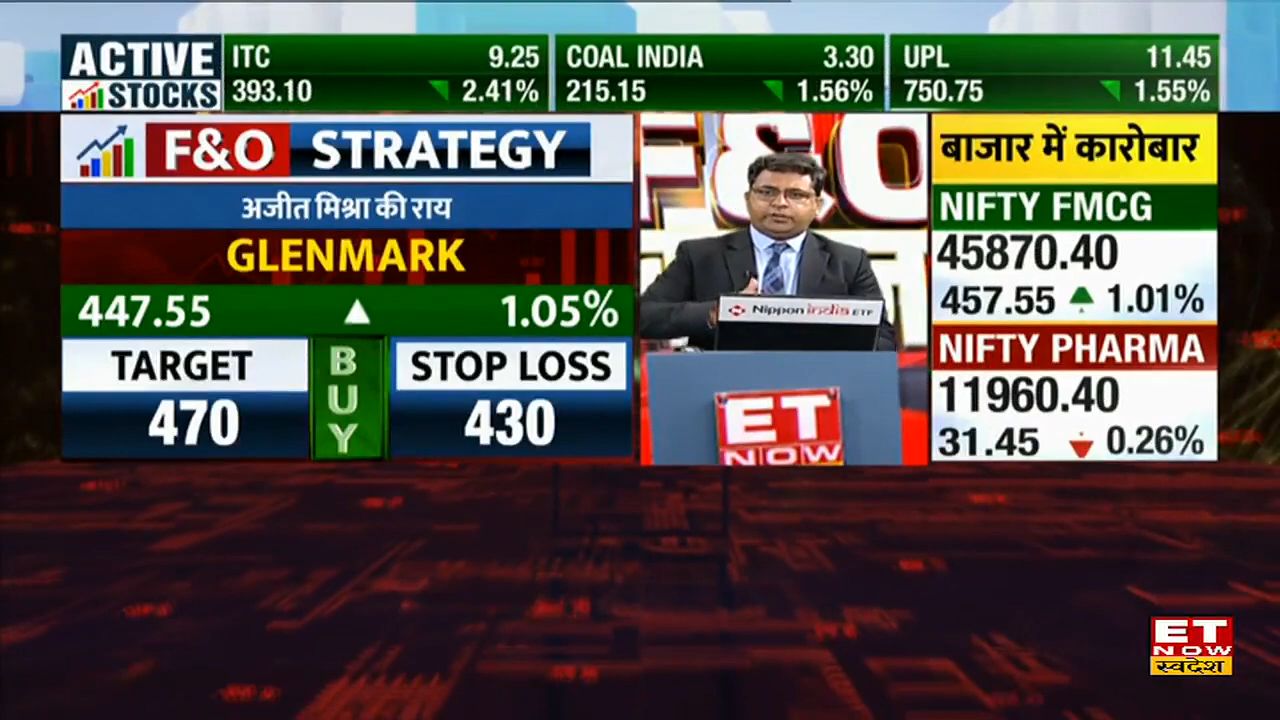 ACTIVE
STOCKS
ITC 9.25
393.10 2.41%
COAL INDIA 3.30
215.15 1.56%
UPL 11.45
750.75 1.55%
F&O STRATEGY
अजीत मिश्रा की राय
GLENMARK
447.55 1.05%
TARGET
470
BUY
STOP LOSS
430
F&O
Nippon india ETF
ET
NOW
बाजार में कारोबार
NIFTY FMCG
45870.40
457.55 1.01%
NIFTY PHARMA
11960.40
31.45 0.26%
ET
NOW
स्वदेश